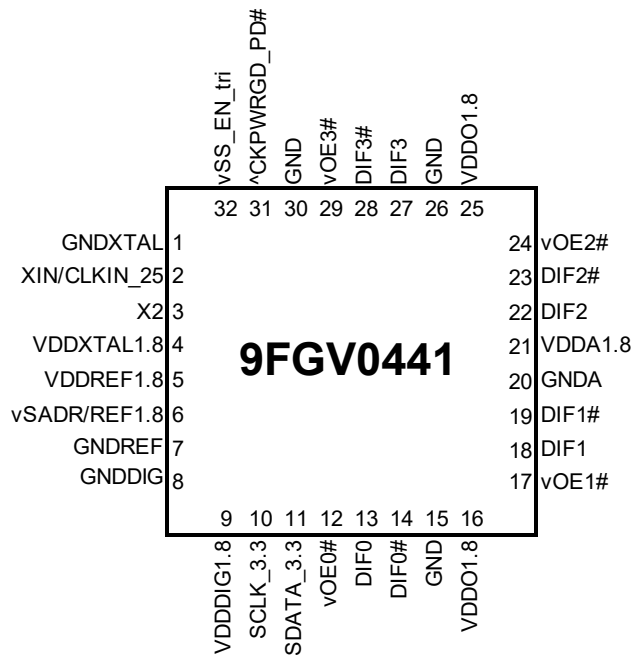 vSS_EN_tri
^CKPWRGD_PD#
GND
vOE3#
DIF3#
DIF3
GND
VDDO1.8
32 31 30 29 28 27 26 25
GNDXTAL 1
XIN/CLKIN_25 2
X2 3
VDDXTAL1.8 4
VDDREF1.8 5
vSADR/REF1.8 6
GNDREF 7
GNDDIG 8
9FGV0441
24 vOE2#
23 DIF2#
22 DIF2
21 VDDA1.8
20 GNDA
19 DIF1#
18 DIF1
17 vOE1#
9 10 11 12 13 14 15 16
VDDDIG1.8
SCLK_3.3
SDATA_3.3
vOE0#
DIF0
DIF0#
GND
VDDO1.8